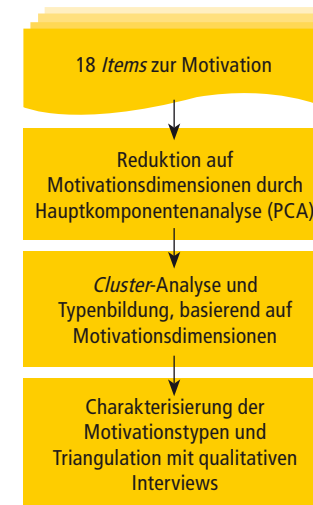 18 Items zur Motivation
Reduktion auf
Motivationsdimensionen durch
Hauptkomponentenanalyse (PCA)
Cluster-Analyse und
Typenbildung, basierend auf
Motivationsdimensionen
Charakterisierung der
Motivationstypen und
Triangulation mit qualitativen
Interviews